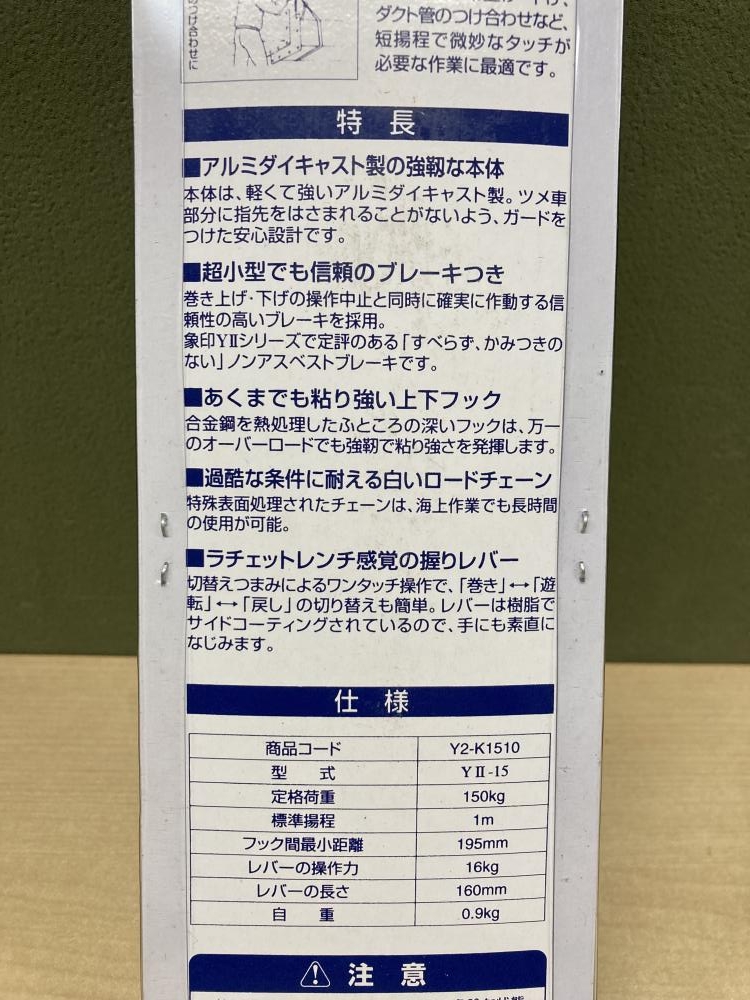 のつけ合わせに
ダクト管のつけ合わせなど、
短揚程で微妙なタッチが
必要な作業に最適です。
特 長
■アルミダイキャスト製の強靱な本体
本体は、軽くて強いアルミダイキャスト製。ツメ車
部分に指先をはさまれることがないよう、ガードを
つけた安心設計です。
■超小型でも信頼のブレーキつき
巻き上げ・下げの操作中止と同時に確実に作動する信
頼性の高いブレーキを採用。
象印YⅡシリーズで定評のある「すべらず、かみつきの
ない」ノンアスベストブレーキです。
■あくまでも粘り強い上下フック
合金鋼を熱処理したふところの深いフックは、万一
のオーバーロードでも強靭で粘り強さを発揮します。
■過酷な条件に耐える白いロードチェーン
特殊表面処理されたチェーンは、海上作業でも長時間
の使用が可能。
■ラチェットレンチ感覚の握りレバー
切替えつまみによるワンタッチ操作で、「巻き」↔「遊
転」↔「戻し」の切り替えも簡単。レバーは樹脂で
サイドコーティングされているので、手にも素直に
なじみます。
仕 様
商品コード Y2-K1510
型 式 YⅡ-15
定格荷重 150kg
標準揚程 1m
フック間最小距離 195mm
レバーの操作力 16kg
レバーの長さ 160mm
自 重 0.9kg
注 意